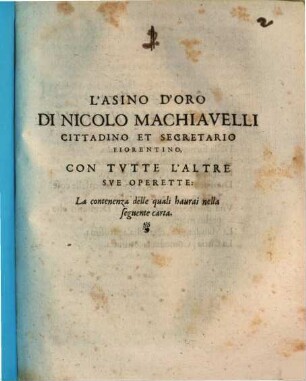 2
L'ASINO D'ORO
DI NICOLO MACHIAVELLI
CITTADINO ET SECRETARIO
FIORENTINO,
CON TVTTE L'ALTRE
SVE OPERETTE:
La contenenza delle quali haurai nella
seguente carta.